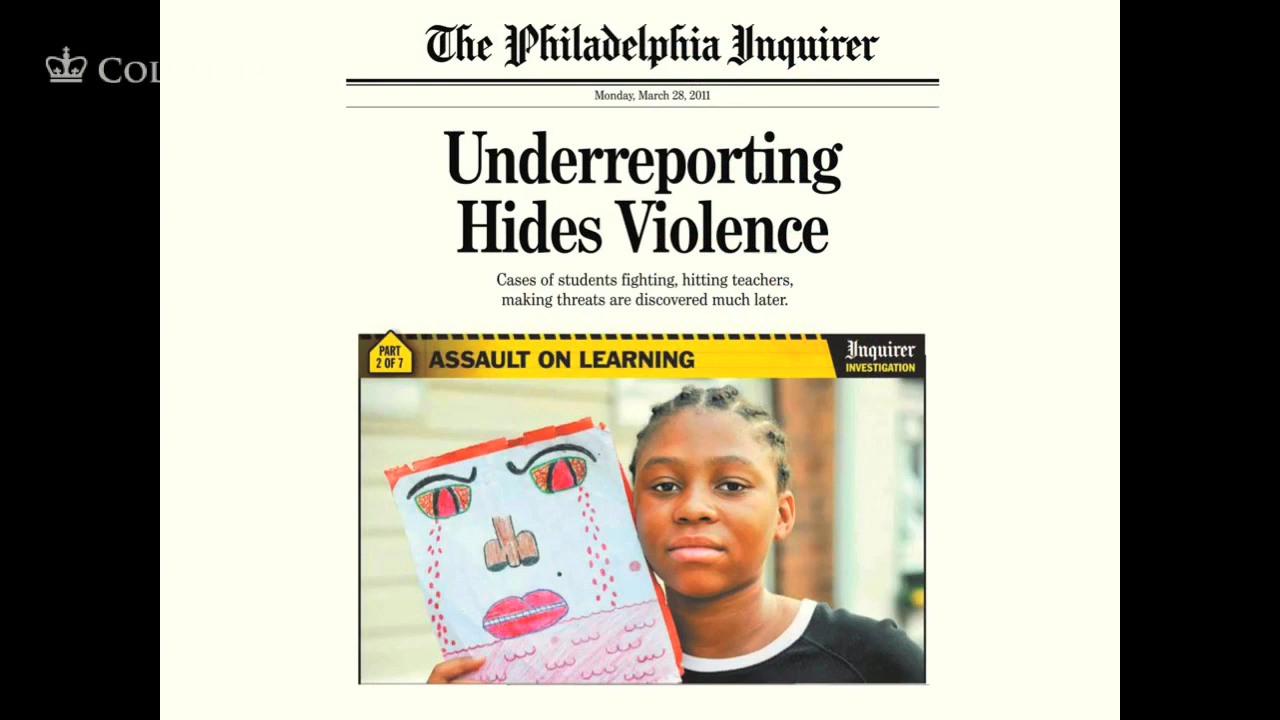 The Philadelphia Inquirer
COL
Monday, March 28, 2011
Underreporting
Hides Violence
Cases of students fighting, hitting teachers,
making threats are discovered much later.
PART
2 OF 7
ASSAULT ON LEARNING
Inquirer
INVESTIGATION